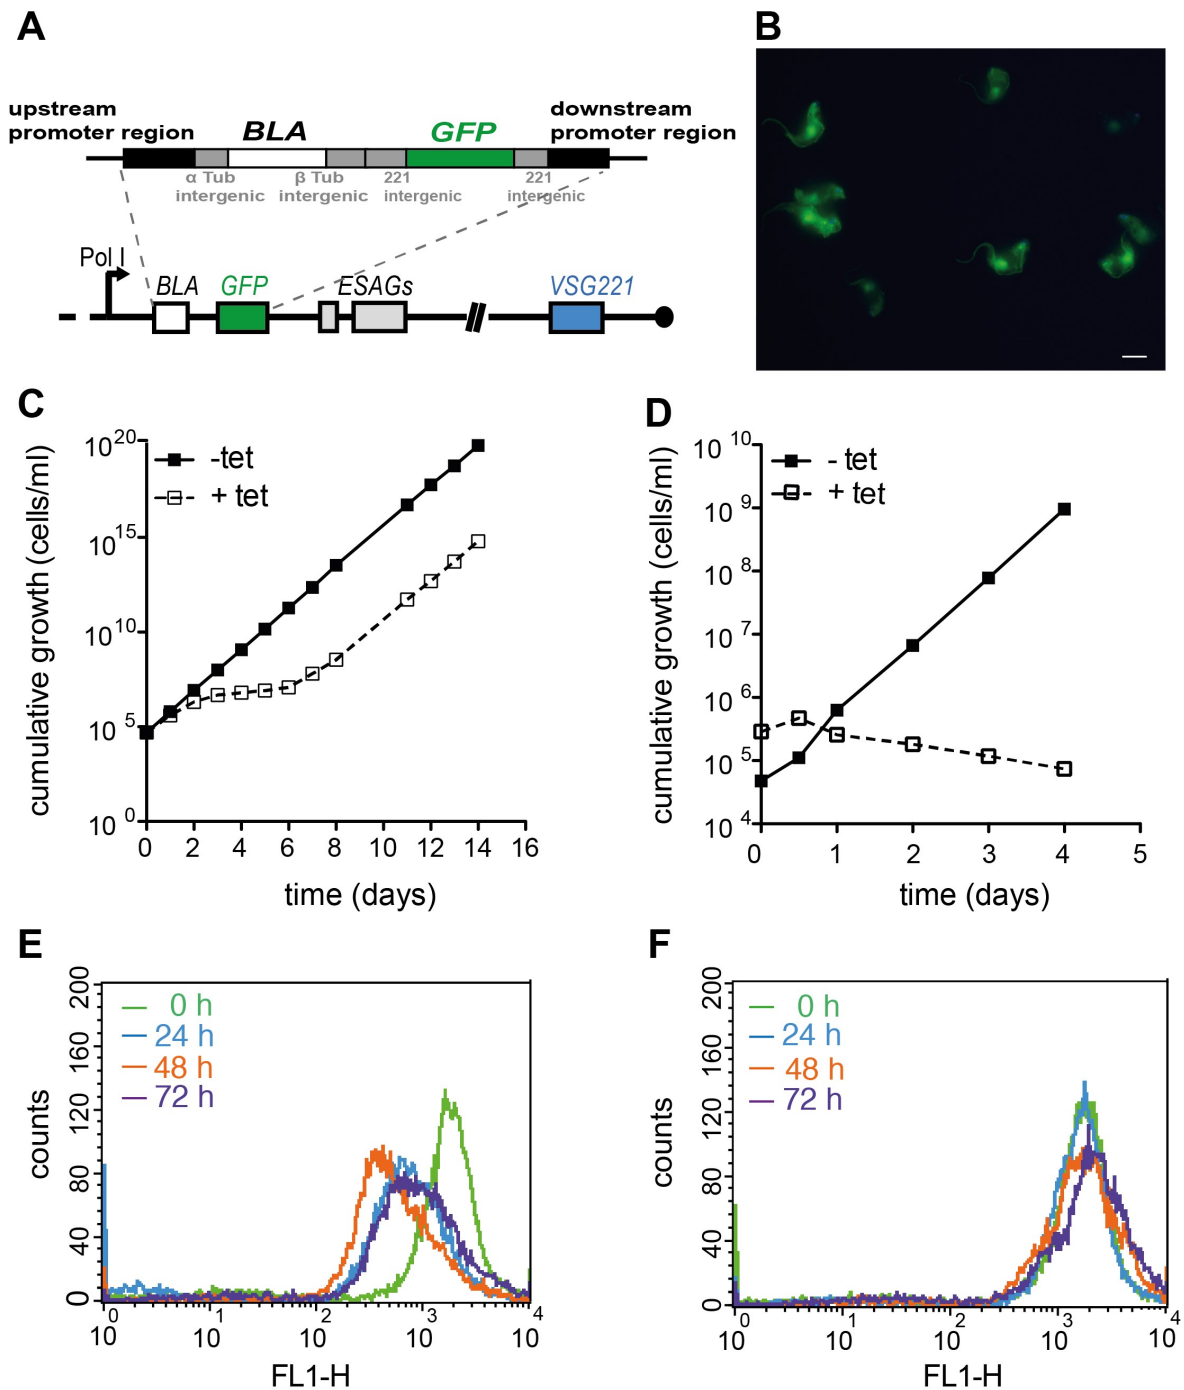 A
upstream
promoter region
BLA
GFP
downstream
promoter region
α Tub
intergenic
β Tub
intergenic
221
intergenic
221
intergenic
Pol I
BLA
GFP
ESAGs
VSG221
B
C
cumulative growth (cells/ml)
10 20
10 15
10 10
10 5
10 0
-tet
+ tet
0 2 4 6 8 10 12 14 16
time (days)
D
cumulative growth (cells/ml)
10 10
10 9
10 8
10 7
10 6
10 5
10 4
- tet
+ tet
0 1 2 3 4 5
time (days)
E
counts
200
160
120
80
40
0
0 h
24 h
48 h
72 h
10 0 10 1 10 2 10 3 10 4
FL1-H
F
counts
200
160
120
80
40
0
0 h
24 h
48 h
72 h
10 0 10 1 10 2 10 3 10 4
FL1-H